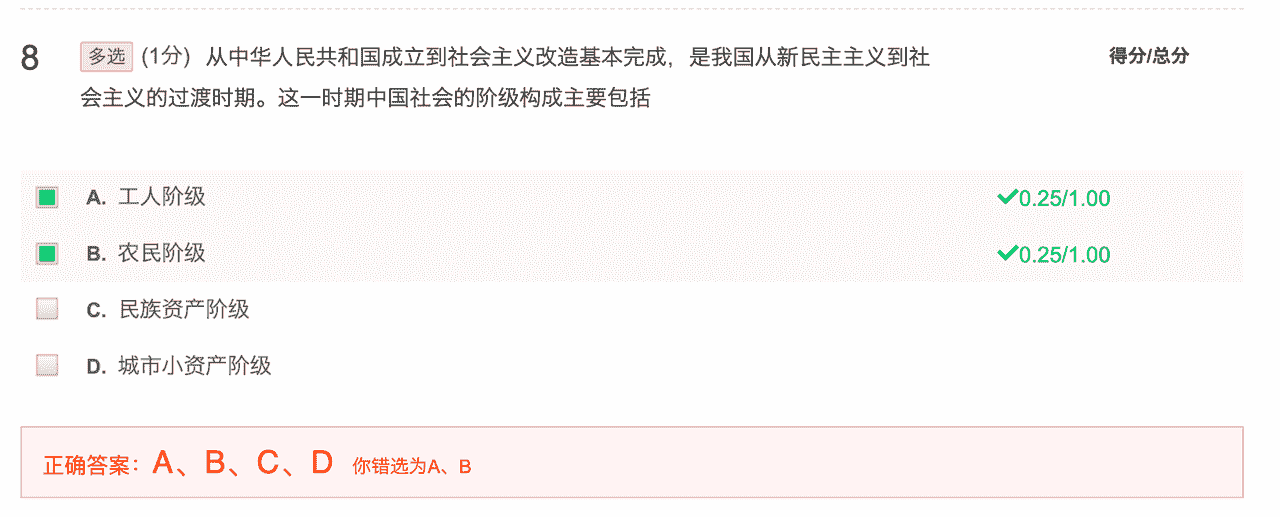 8 多选 (1分) 从中华人民共和国成立到社会主义改造基本完成，是我国从新民主主义到社 得分/总分
会主义的过渡时期。这一时期中国社会的阶级构成主要包括
A. 工人阶级 0.25/1.00
B. 农民阶级 0.25/1.00
C. 民族资产阶级
D. 城市小资产阶级
正确答案：A、B、C、D 你错选为A、B